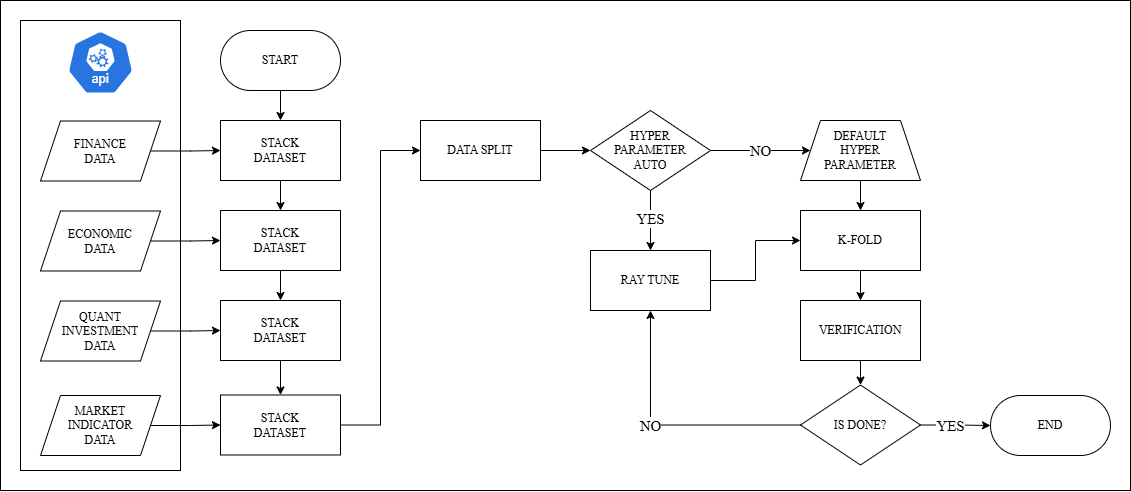 api
START
FINANCE
DATA
STACK
DATASET
ECONOMIC
DATA
STACK
DATASET
QUANT
INVESTMENT
DATA
STACK
DATASET
MARKET
INDICATOR
DATA
STACK
DATASET
DATA SPLIT
HYPER
PARAMETER
AUTO
NO
DEFAULT
HYPER
PARAMETER
YES
RAY TUNE
K-FOLD
VERIFICATION
IS DONE?
NO
YES
END